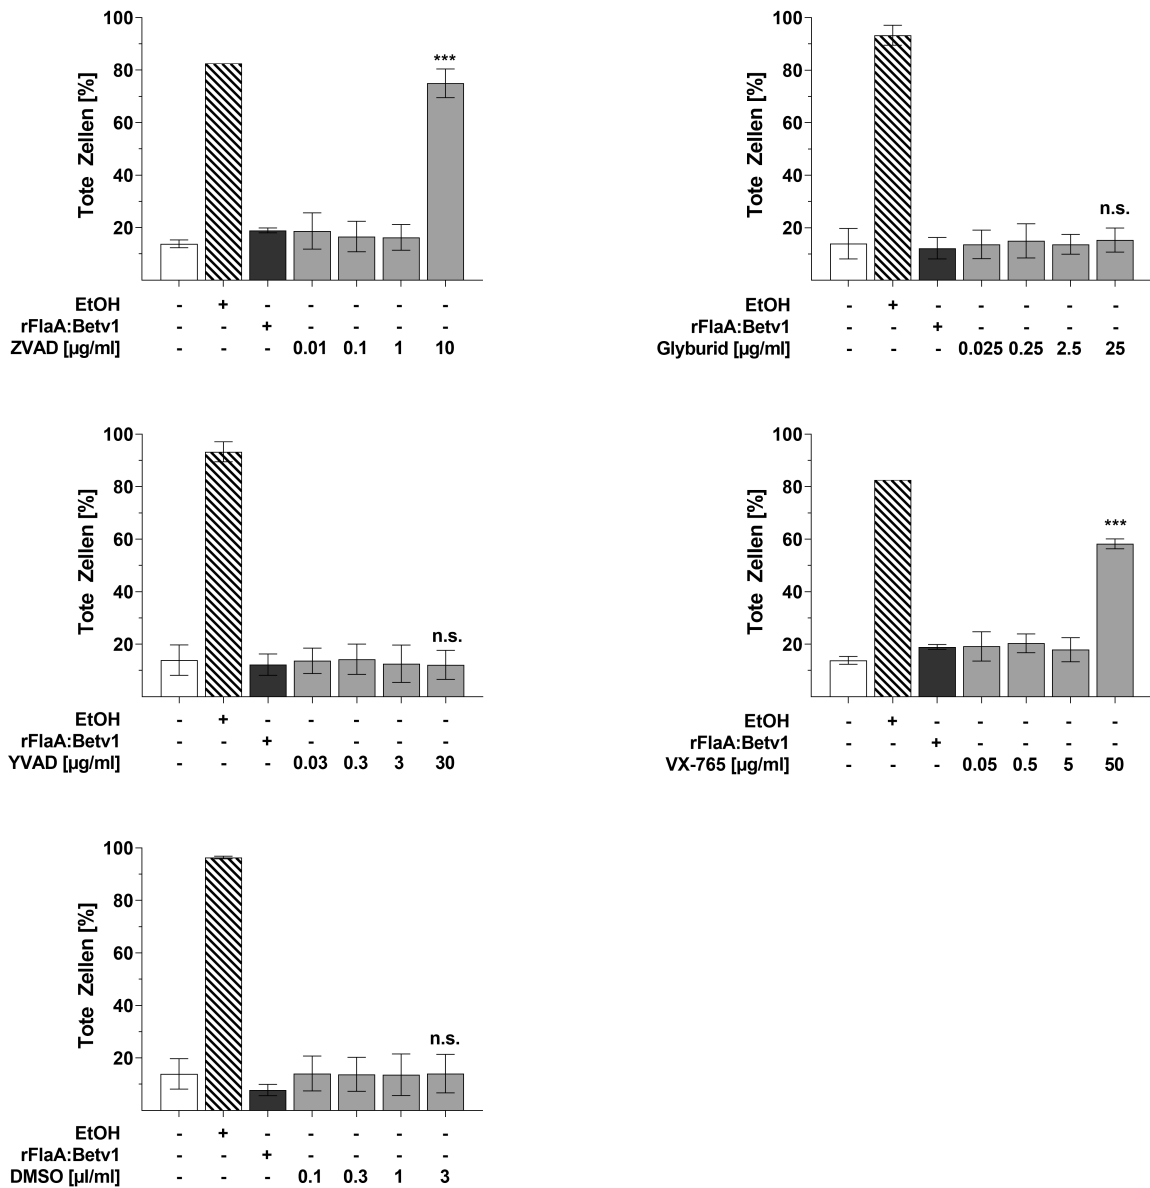 100
80
60
40
20
Tote Zellen [%]
***
EtOH - + - - - - -
rFlaA:Betv1 - - + - - - -
ZVAD [µg/ml] - - - 0.01 0.1 1 10
100
80
60
40
20
Tote Zellen [%]
n.s.
EtOH - + - - - - -
rFlaA:Betv1 - - + - - - -
Glyburid [µg/ml] - - - 0.025 0.25 2.5 25
100
80
60
40
20
Tote Zellen [%]
n.s.
EtOH - + - - - - -
rFlaA:Betv1 - - + - - - -
YVAD [µg/ml] - - - 0.03 0.3 3 30
100
80
60
40
20
Tote Zellen [%]
***
EtOH - + - - - - -
rFlaA:Betv1 - - + - - - -
VX-765 [µg/ml] - - - 0.05 0.5 5 50
100
80
60
40
20
Tote Zellen [%]
n.s.
EtOH - + - - - - -
rFlaA:Betv1 - - + - - - -
DMSO [µl/ml] - - - 0.1 0.3 1 3